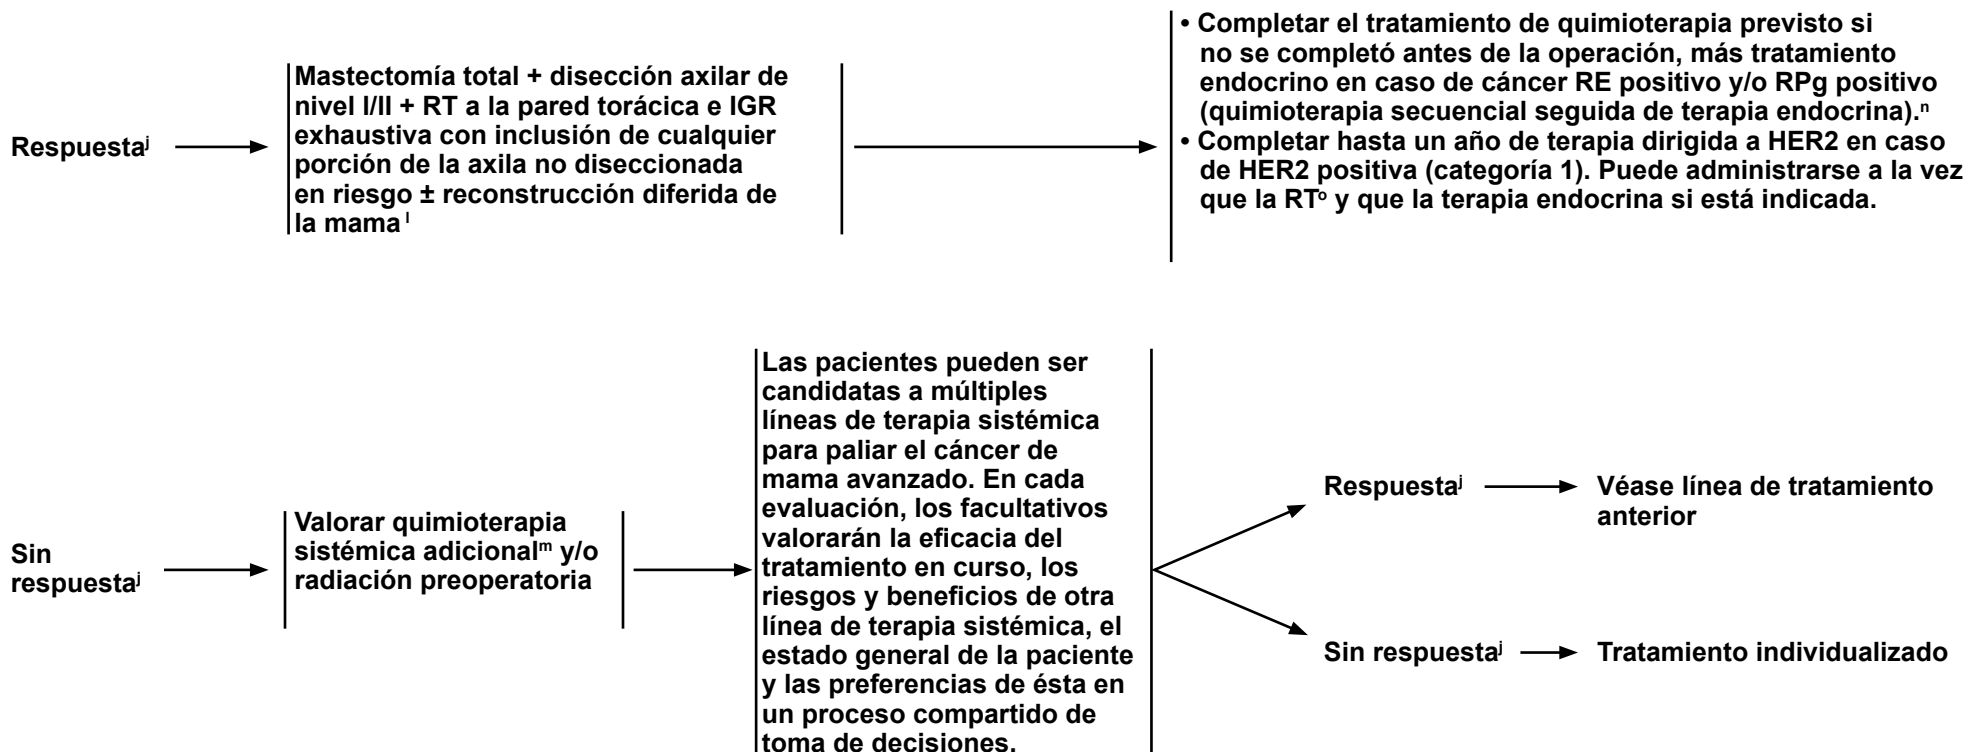 Respuestaʲ
Mastectomía total + disección axilar de
nivel I/II + RT a la pared torácica e IGR
exhaustiva con inclusión de cualquier
porción de la axila no diseccionada
en riesgo ± reconstrucción diferida de
la mama ˡ
• Completar el tratamiento de quimioterapia previsto si
no se completó antes de la operación, más tratamiento
endocrino en caso de cáncer RE positivo y/o RPg positivo
(quimioterapia secuencial seguida de terapia endocrina).ⁿ
• Completar hasta un año de terapia dirigida a HER2 en caso
de HER2 positiva (categoría 1). Puede administrarse a la vez
que la RTᵒ y que la terapia endocrina si está indicada.
Sin
respuestaʲ
Valorar quimioterapia
sistémica adicionalᵐ y/o
radiación preoperatoria
Las pacientes pueden ser
candidatas a múltiples
líneas de terapia sistémica
para paliar el cáncer de
mama avanzado. En cada
evaluación, los facultativos
valorarán la eficacia del
tratamiento en curso, los
riesgos y beneficios de otra
línea de terapia sistémica, el
estado general de la paciente
y las preferencias de ésta en
un proceso compartido de
toma de decisiones.
Respuestaʲ
Véase línea de tratamiento
anterior
Sin respuestaʲ
Tratamiento individualizado